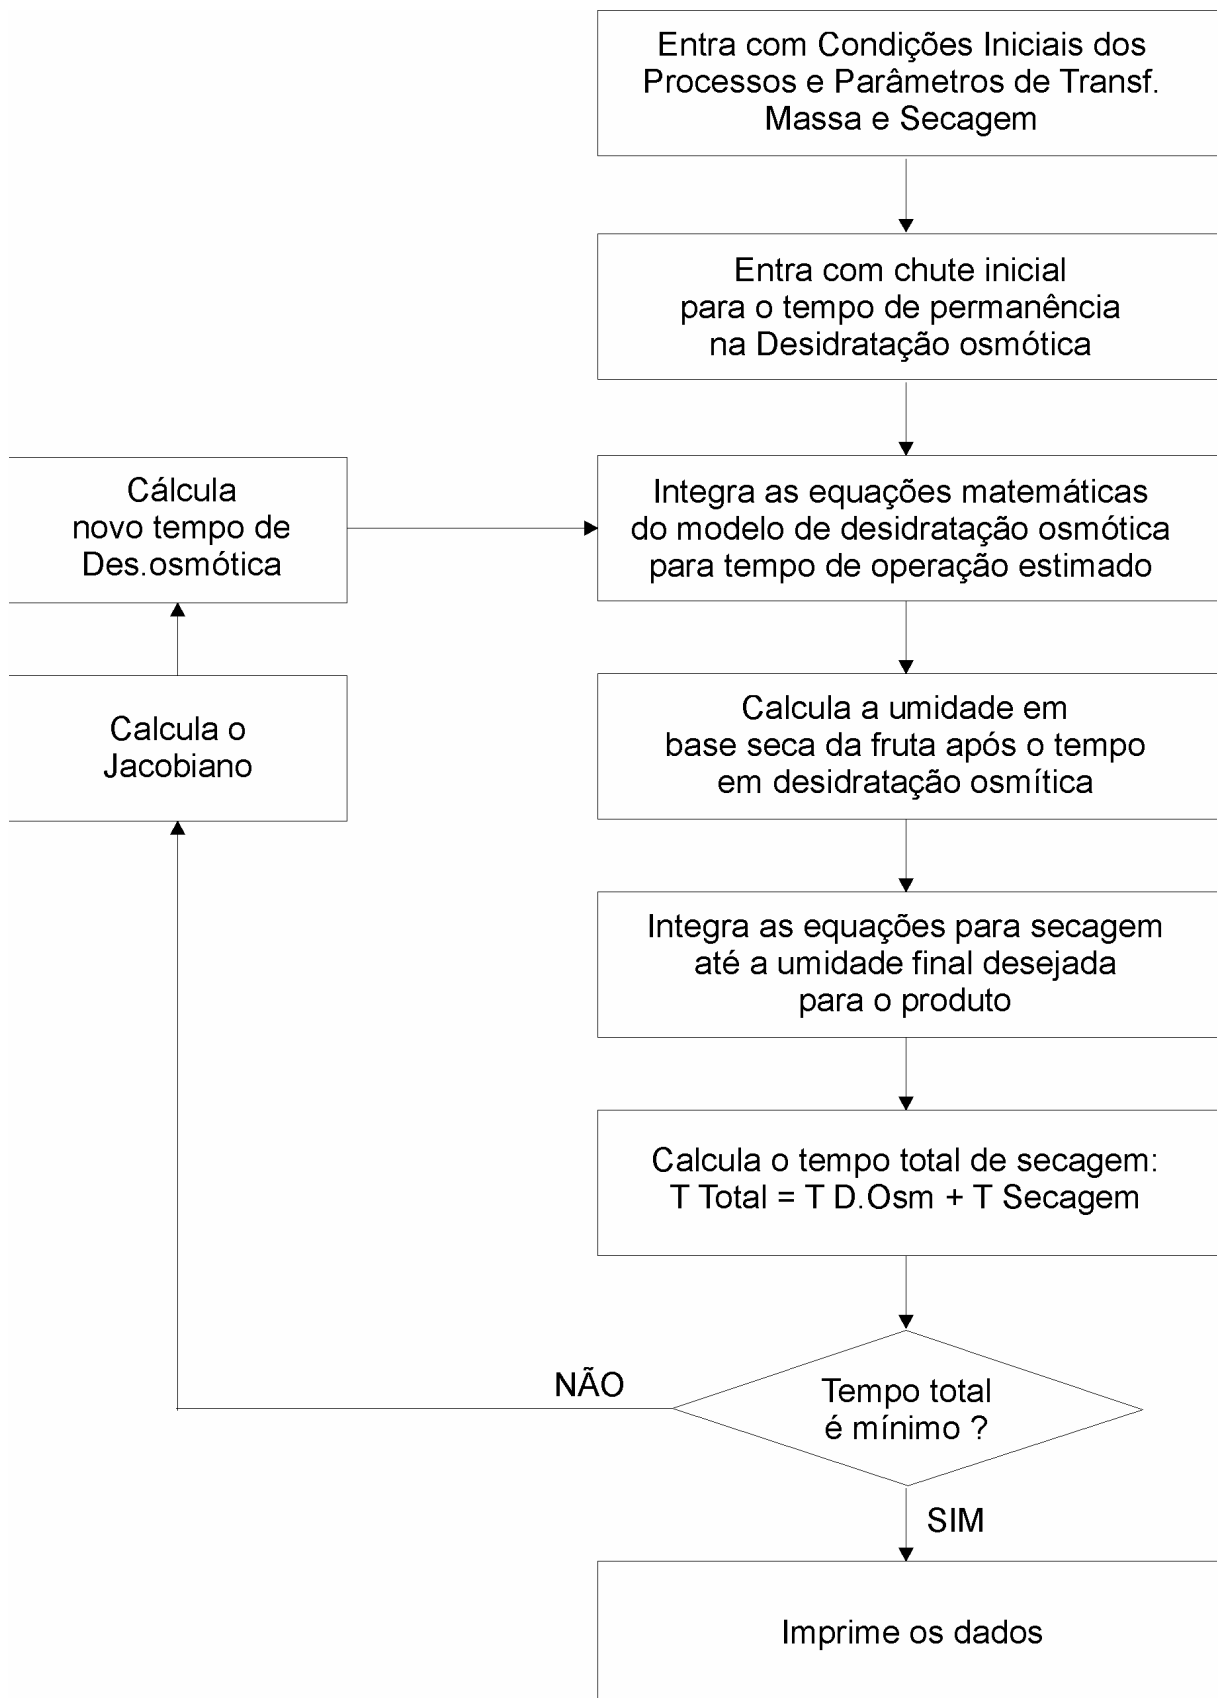 Entra com Condições Iniciais dos
Processos e Parâmetros de Transf.
Massa e Secagem
Entra com chute inicial
para o tempo de permanência
na Desidratação osmótica
Cálcula
novo tempo de
Des.osmótica
Integra as equações matemáticas
do modelo de desidratação osmótica
para tempo de operação estimado
Calcula o
Jacobiano
Calcula a umidade em
base seca da fruta após o tempo
em desidratação osmítica
Integra as equações para secagem
até a umidade final desejada
para o produto
Calcula o tempo total de secagem:
T Total = T D.Osm + T Secagem
NÃO
Tempo total
é mínimo ?
SIM
Imprime os dados